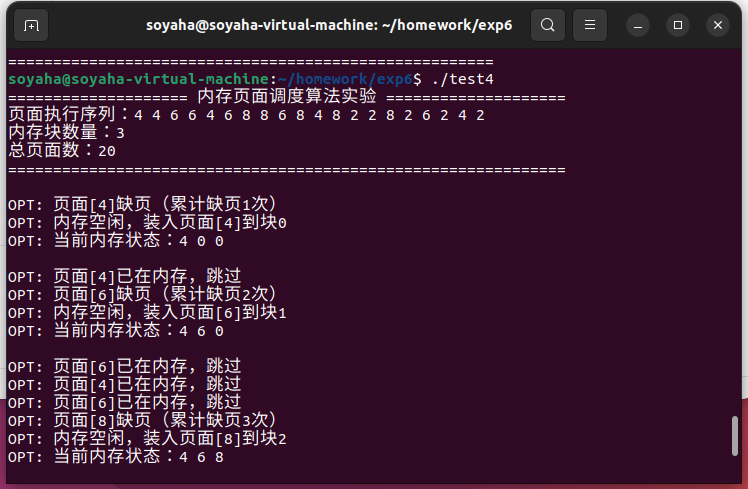 soyaha@soyaha-virtual-machine: ~/homework/exp6
======================================================
soyaha@soyaha-virtual-machine:~/homework/exp6$ ./test4
==================== 内存页面调度算法实验 ====================
页面执行序列：4 4 6 6 4 6 8 8 6 8 4 8 2 2 8 2 6 2 4 2
内存块数量：3
总页面数：20
==============================================================
OPT: 页面[4]缺页（累计缺页1次）
OPT: 内存空闲，装入页面[4]到块0
OPT: 当前内存状态：4 0 0
OPT: 页面[4]已在内存，跳过
OPT: 页面[6]缺页（累计缺页2次）
OPT: 内存空闲，装入页面[6]到块1
OPT: 当前内存状态：4 6 0
OPT: 页面[6]已在内存，跳过
OPT: 页面[4]已在内存，跳过
OPT: 页面[6]已在内存，跳过
OPT: 页面[8]缺页（累计缺页3次）
OPT: 内存空闲，装入页面[8]到块2
OPT: 当前内存状态：4 6 8